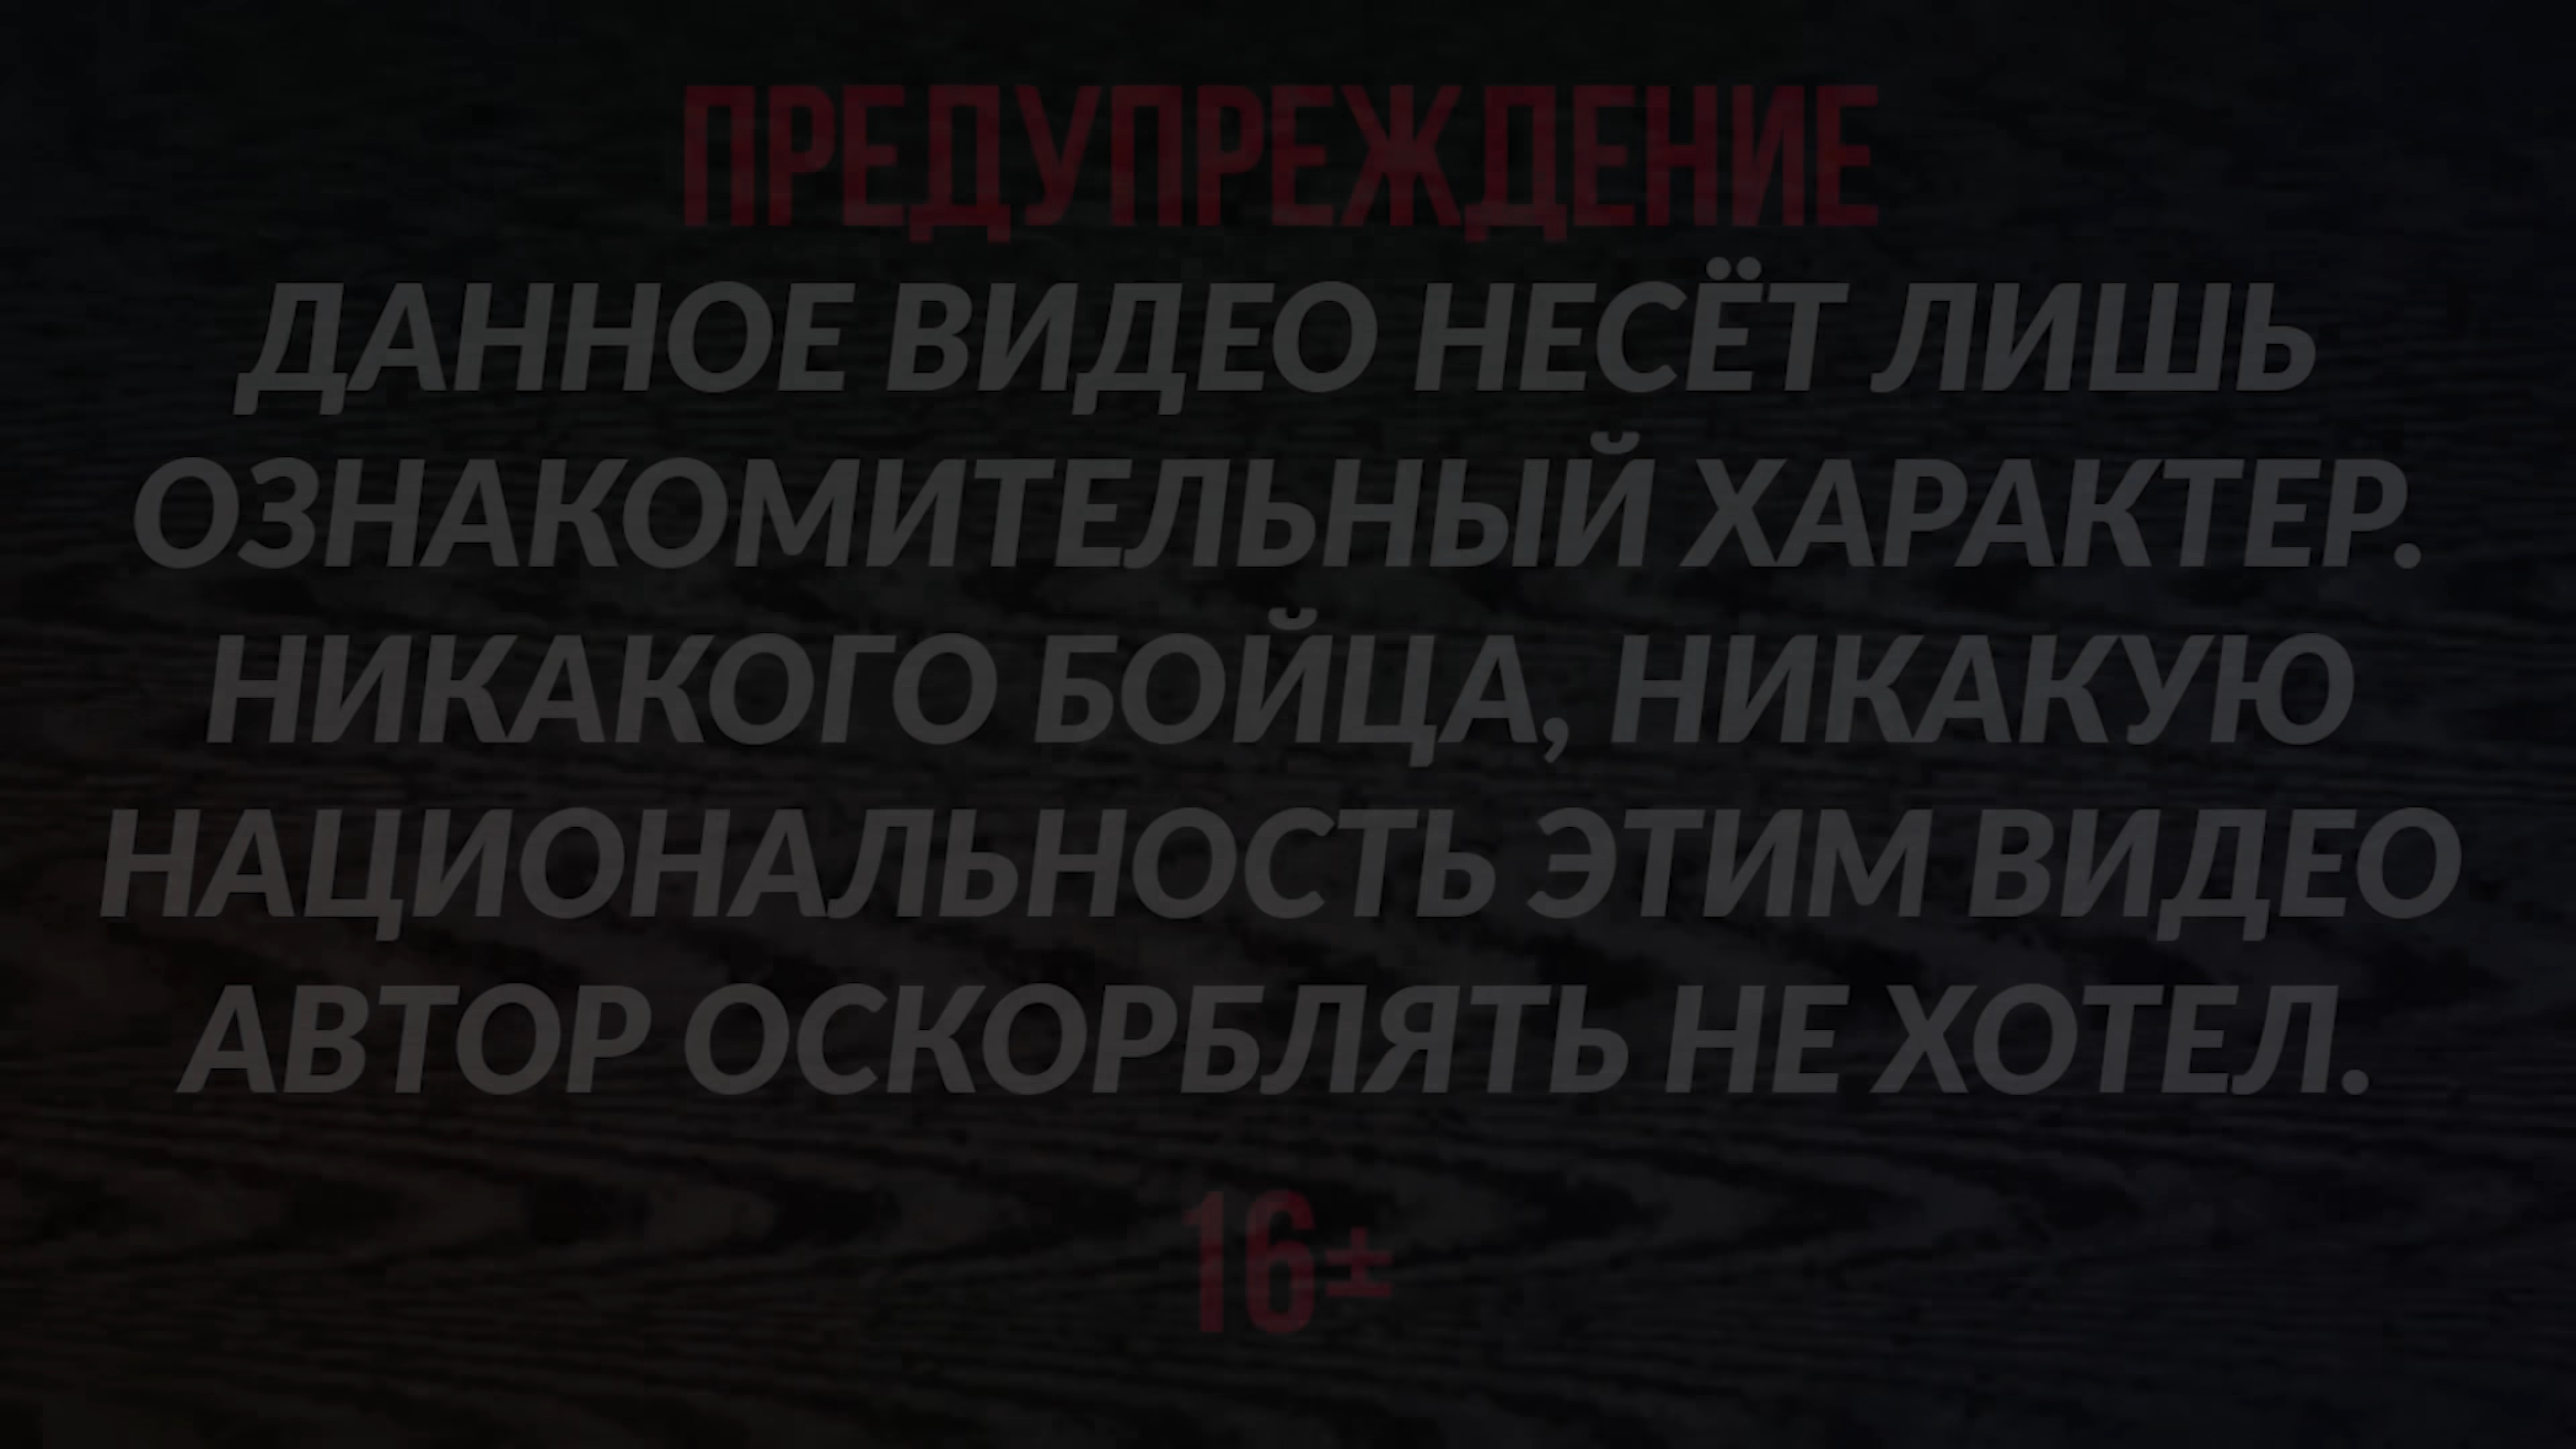 ПРЕДУПРЕЖДЕНИЕ
ДАННОЕ ВИДЕО НЕСЁТ ЛИШЬ
ОЗНАКОМИТЕЛЬНЫЙ ХАРАКТЕР.
НИКАКОГО БОЙЦА, НИКАКУЮ
НАЦИОНАЛЬНОСТЬ ЭТИМ ВИДЕО
АВТОР ОСКОРБЛЯТЬ НЕ ХОТЕЛ.
16±